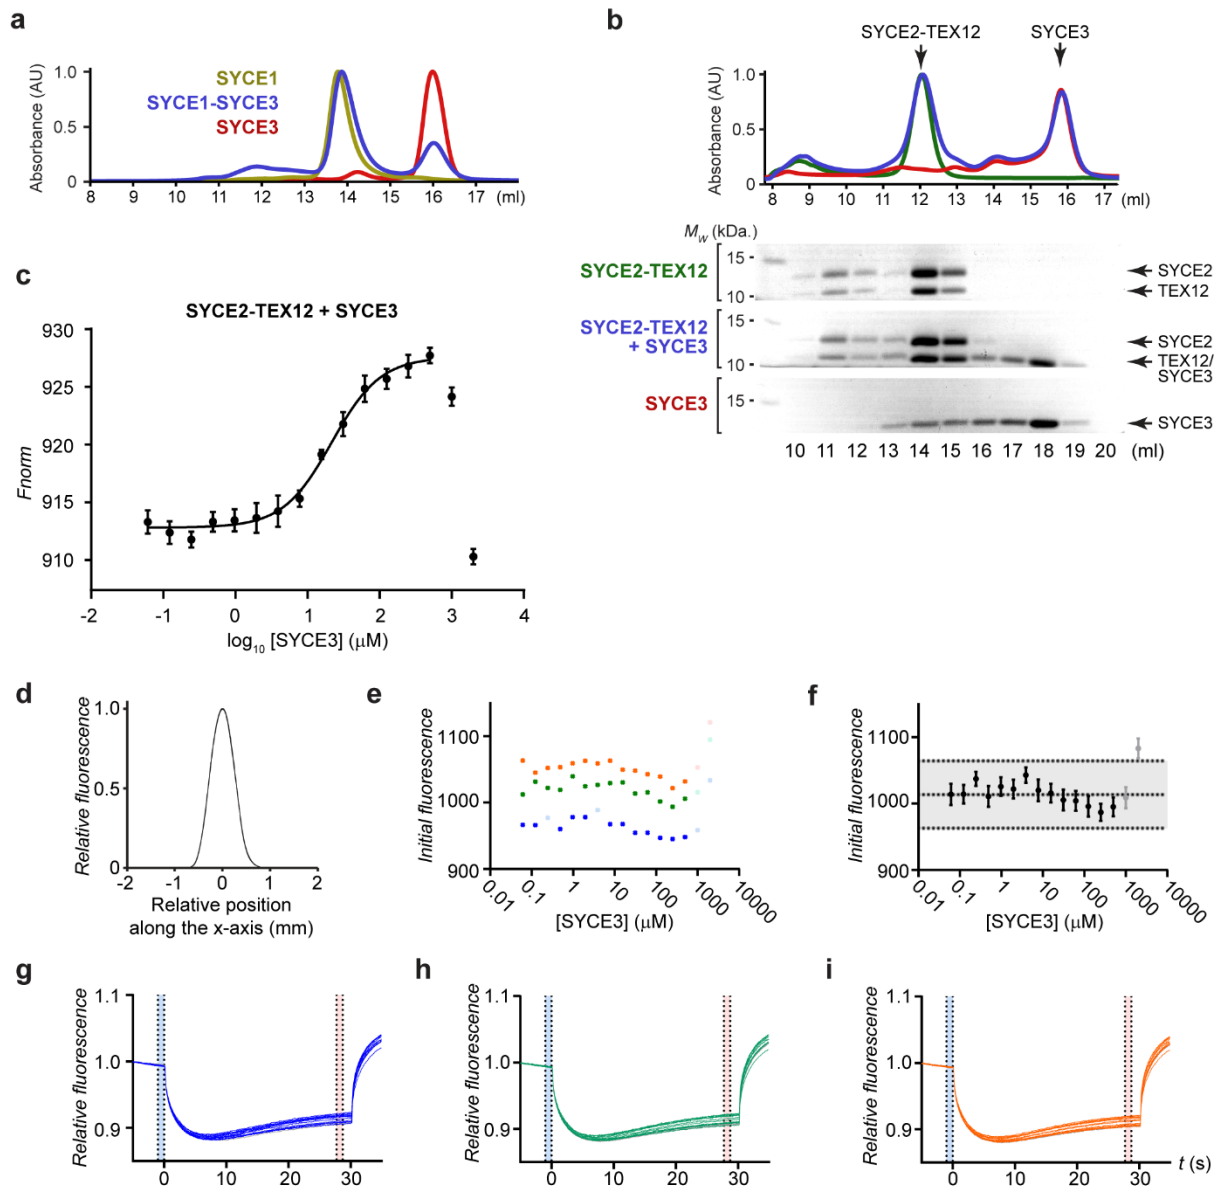 a
SYCE1
SYCE1-SYCE3
SYCE3
Absorbance (AU)
1.0
0.5
0
8 9 10 11 12 13 14 15 16 17 (ml)
b
SYCE2-TEX12 SYCE3
Absorbance (AU)
1.0
0.5
0
8 9 10 11 12 13 14 15 16 17 (ml)
MW (kDa.)
SYCE2-TEX12
15
10
SYCE2
TEX12
SYCE2-TEX12
+ SYCE3
15
10
SYCE2
TEX12/
SYCE3
SYCE3
15
SYCE3
10 11 12 13 14 15 16 17 18 19 20 (ml)
c
SYCE2-TEX12 + SYCE3
Fnorm
930
925
920
915
910
-2 -1 0 1 2 3 4
log10 [SYCE3] (μM)
d
Relative fluorescence
1.0
0.5
0
-2 -1 0 1 2
Relative position
along the x-axis (mm)
e
Initial fluorescence
1100
1000
900
0.01 0.1 1 10 100 1000 10000
[SYCE3] (μM)
f
Initial fluorescence
1100
1000
900
0.01 0.1 1 10 100 1000 10000
[SYCE3] (μM)
g
Relative fluorescence
1.1
1.0
0.9
0 10 20 30
h
Relative fluorescence
1.1
1.0
0.9
0 10 20 30
i
Relative fluorescence
1.1
1.0
0.9
0 10 20 30 t (s)